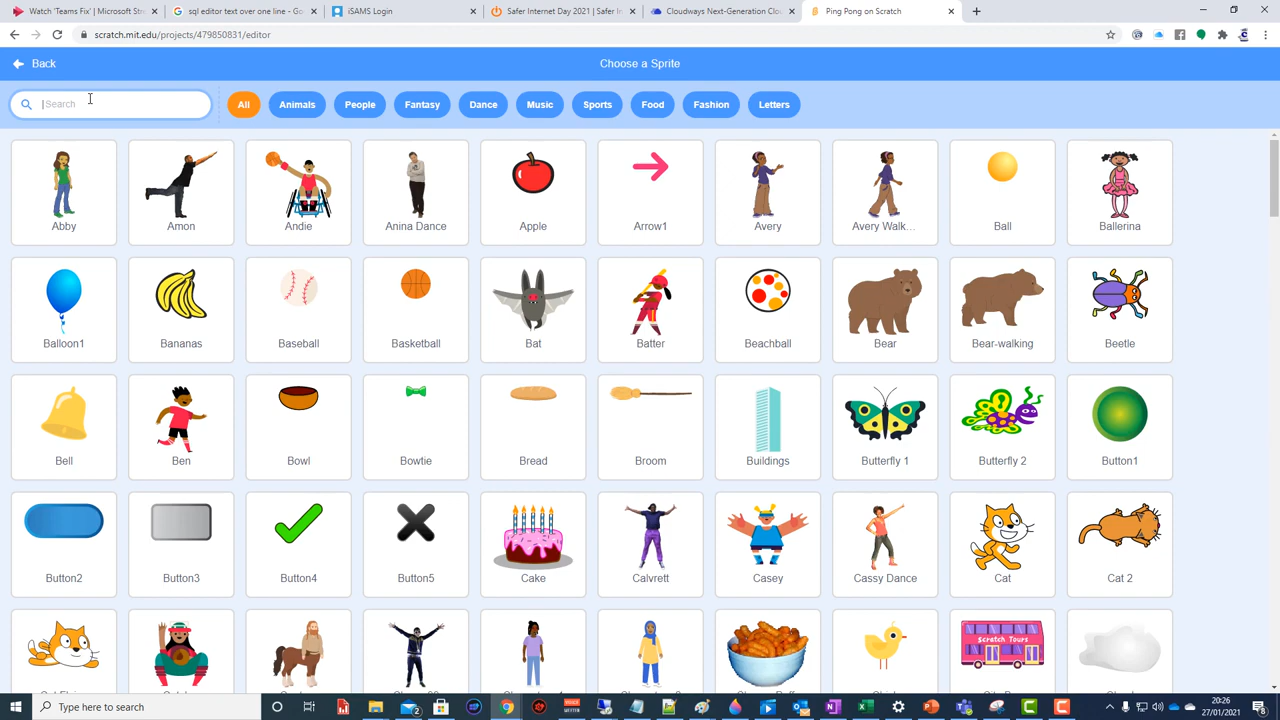 Watch 'Teams Fix' | Microsoft Str
sql editor text over one line - Go
iSAMS Login
Safer Internet Day 2021 | Safer In
Cloudways Next-Generation Clou
Ping Pong on Scratch
scratch.mit.edu/projects/479850831/editor
Back
Choose a Sprite
Search
All
Animals
People
Fantasy
Dance
Music
Sports
Food
Fashion
Letters
Abby
Amon
Andie
Anina Dance
Apple
Arrow1
Avery
Avery Walk...
Ball
Ballerina
Balloon1
Bananas
Baseball
Basketball
Bat
Batter
Beachball
Bear
Bear-walking
Beetle
Bell
Ben
Bowl
Bowtie
Bread
Broom
Buildings
Butterfly 1
Butterfly 2
Button1
Button2
Button3
Button4
Button5
Cake
Calvrett
Casey
Cassy Dance
Cat
Cat 2
Scratch Tours
Type here to search
20:26
27/01/2021